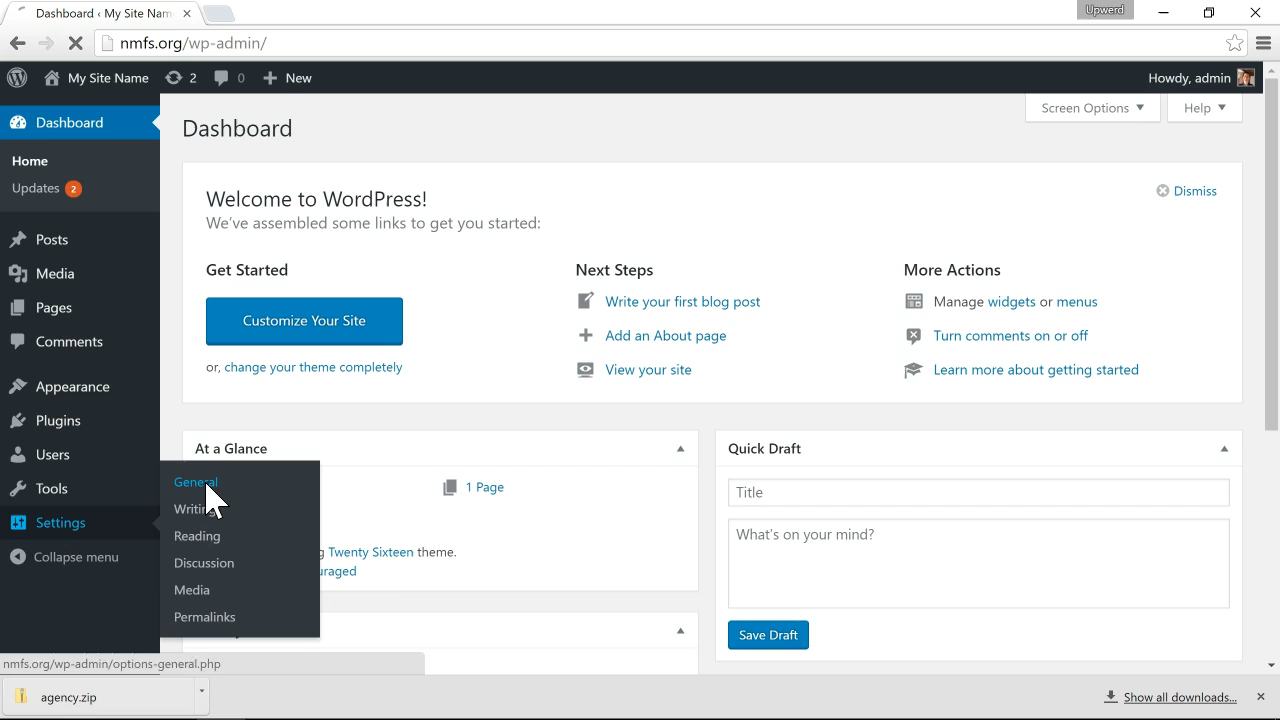 Dashboard ‹ My Site Nam
Upwerd
nmfs.org/wp-admin/
My Site Name
2
0
New
Howdy, admin
Dashboard
Screen Options
Help
Dashboard
Home
Updates 2
Posts
Media
Pages
Comments
Appearance
Plugins
Users
Tools
Settings
Collapse menu
General
Reading
Discussion
Media
Permalinks
Welcome to WordPress!
Dismiss
We've assembled some links to get you started:
Get Started
Customize Your Site
or, change your theme completely
Next Steps
Write your first blog post
Add an About page
View your site
More Actions
Manage widgets or menus
Turn comments on or off
Learn more about getting started
At a Glance
1 Page
Twenty Sixteen theme.
Quick Draft
Title
What's on your mind?
Save Draft
nmfs.org/wp-admin/options-general.php
agency.zip
Show all downloads...